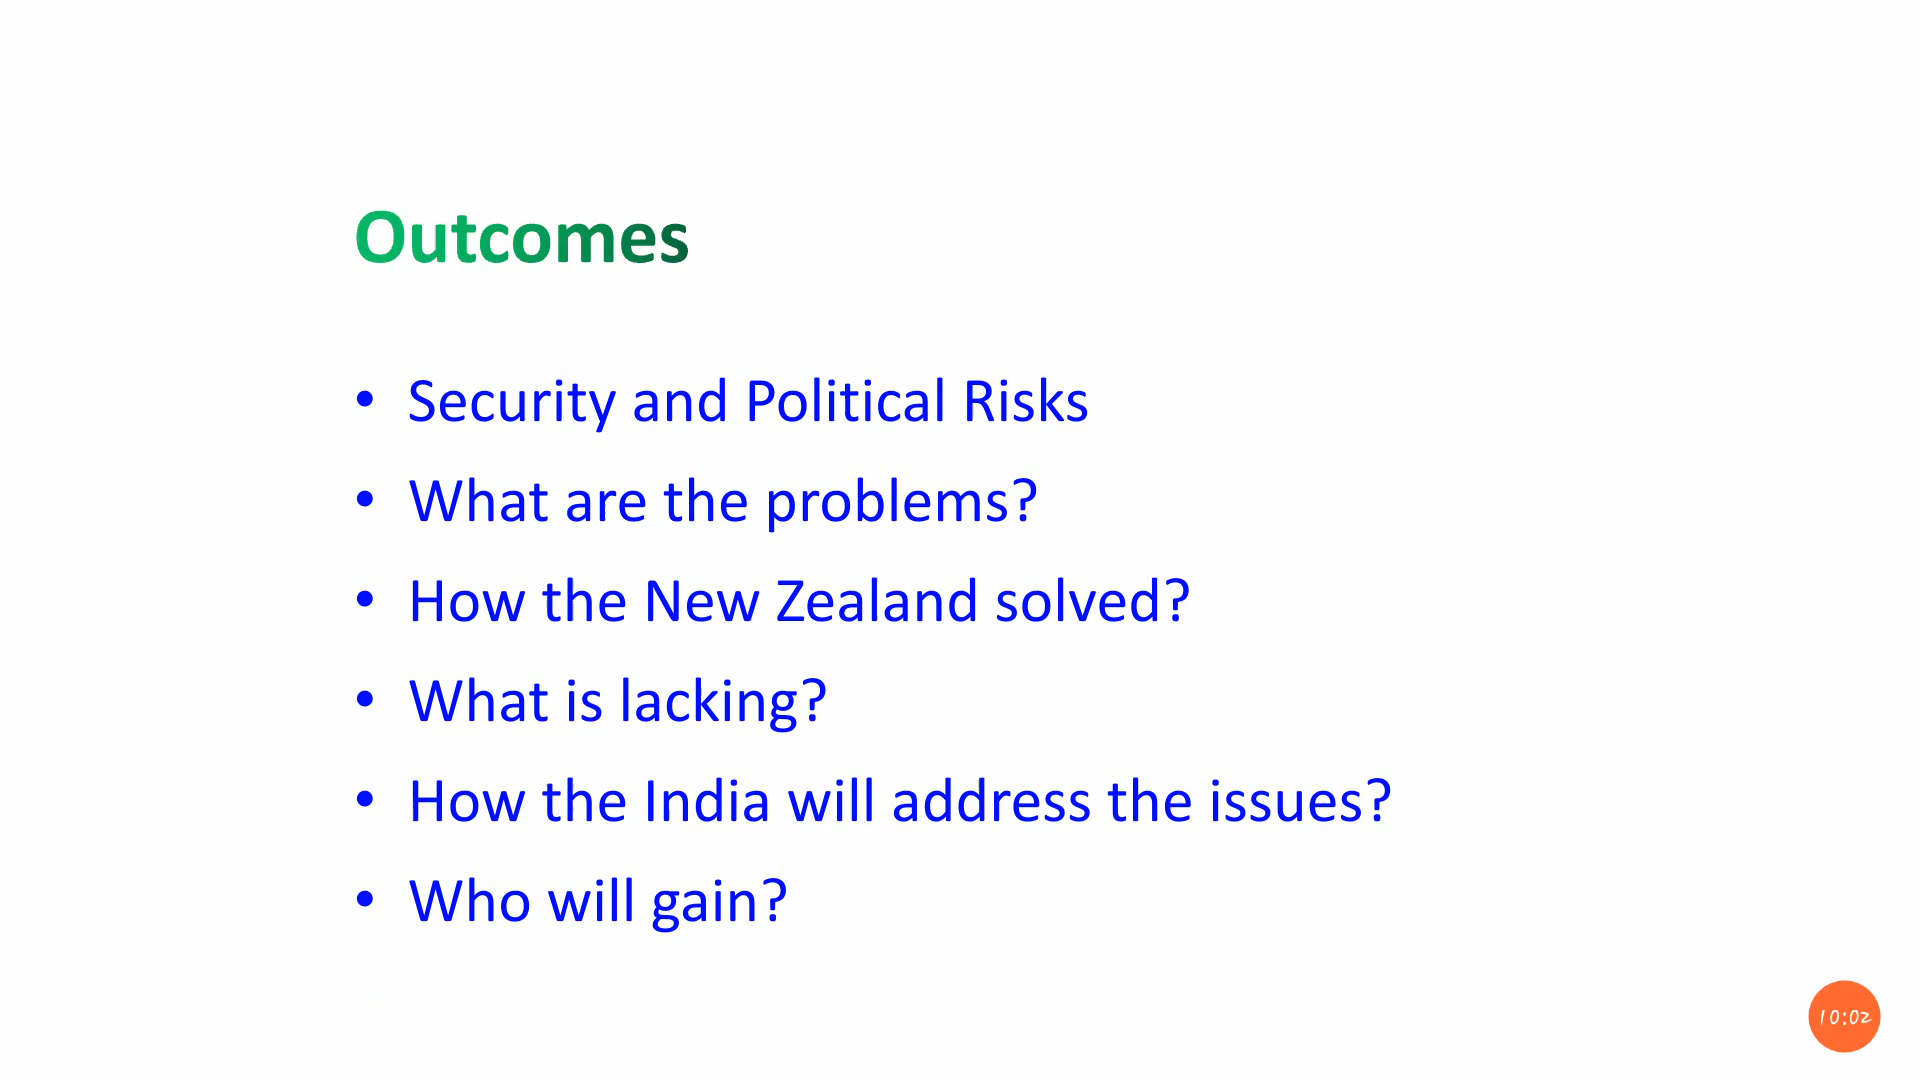 Outcomes
• Security and Political Risks
• What are the problems?
• How the New Zealand solved?
• What is lacking?
• How the India will address the issues?
• Who will gain?
10:02